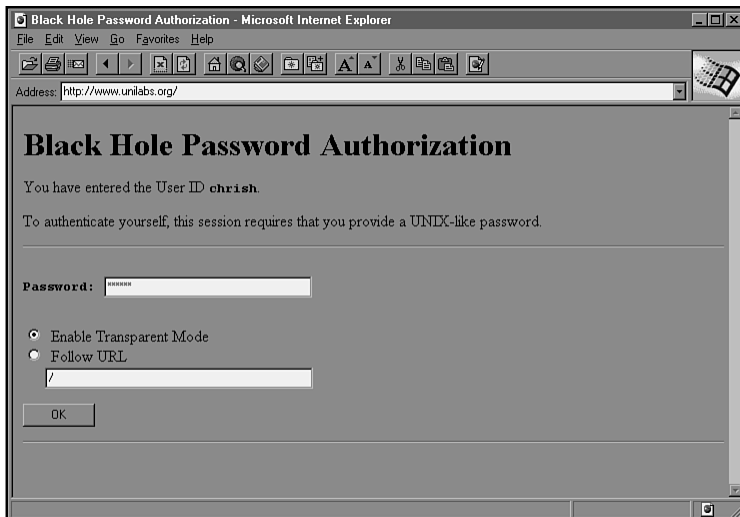 Black Hole Password Authorization - Microsoft Internet Explorer
File Edit View Go Favorites Help
Address: http://www.unilabs.org/
Black Hole Password Authorization
You have entered the User ID chrish.
To authenticate yourself, this session requires that you provide a UNIX-like password.
Password: ******
Enable Transparent Mode
Follow URL
/
OK